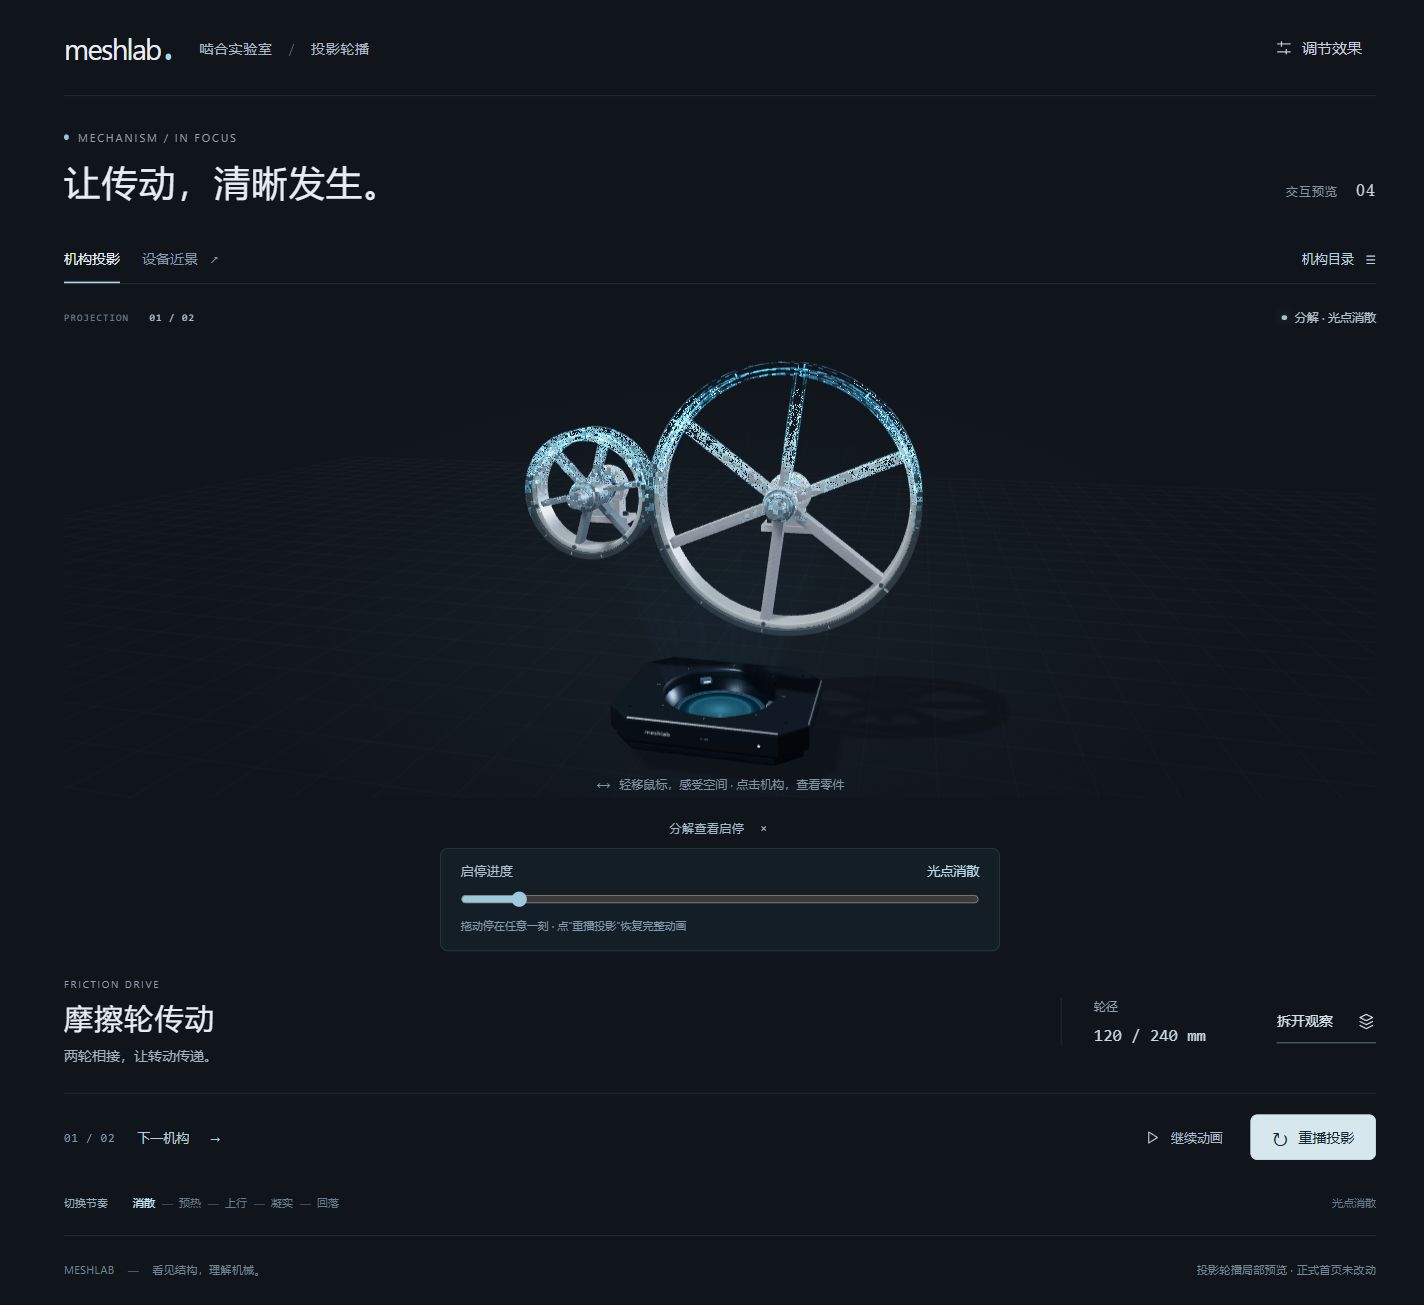 meshlab. 啮合实验室 / 投影轮播 调节效果
MECHANISM / IN FOCUS
让传动，清晰发生。
交互预览 04
机构投影 设备近景 ↗ 机构目录 ☰
PROJECTION 01 / 02 分解 · 光点消散
meshlab
↔ 轻移鼠标，感受空间 · 点击机构，查看零件
分解查看启停 ×
启停进度 光点消散
拖动停在任意一刻 · 点“重播投影”恢复完整动画
FRICTION DRIVE
摩擦轮传动
两轮相接，让转动传递。
轮径
120 / 240 mm
拆开观察
01 / 02 下一机构 → 继续动画 重播投影
切换节奏 消散 — 预热 — 上行 — 凝实 — 回落 光点消散
MESHLAB — 看见结构，理解机械。 投影轮播局部预览 · 正式首页未改动